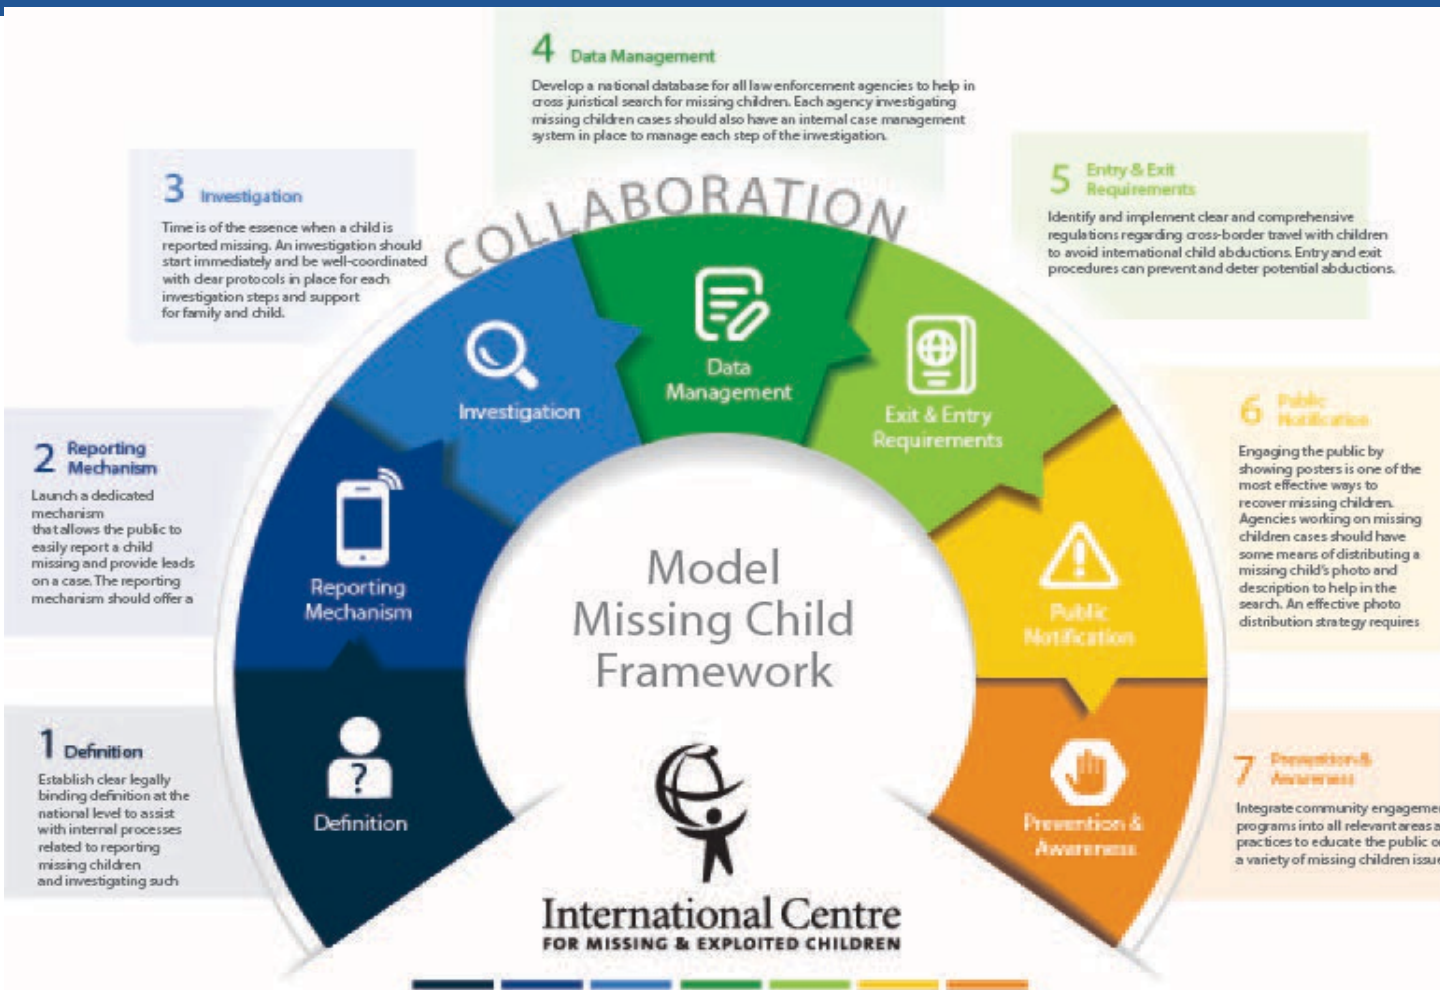 4 Data Management
Develop a national database for all law enforcement agencies to help in
cross juristical search for missing children. Each agency investigating
missing children cases should also have an internal case management
system in place to manage each step of the investigation.
3 Investigation
Time is of the essence when a child is
reported missing. An investigation should
start immediately and be well-coordinated
with clear protocols in place for each
investigation steps and support
for family and child.
5 Entry & Exit
Requirements
Identify and implement clear and comprehensive
regulations regarding cross-border travel with children
to avoid international child abductions. Entry and exit
procedures can prevent and deter potential abductions.
2 Reporting
Mechanism
Launch a dedicated
mechanism
that allows the public to
easily report a child
missing and provide leads
on a case. The reporting
mechanism should offer a
6 Public
Notification
Engaging the public by
showing posters is one of the
most effective ways to
recover missing children.
Agencies working on missing
children cases should have
some means of distributing a
missing child's photo and
description to help in the
search. An effective photo
distribution strategy requires
1 Definition
Establish clear legally
binding definition at the
national level to assist
with internal processes
related to reporting
missing children
and investigating such
7 Prevention &
Awareness
Integrate community engageme
programs into all relevant areas a
practices to educate the public o
a variety of missing children issue
COLLABORATION
Definition
?
Reporting
Mechanism
Investigation
Data
Management
Exit & Entry
Requirements
Public
Notification
Prevention &
Awareness
Model
Missing Child
Framework
International Centre
FOR MISSING & EXPLOITED CHILDREN